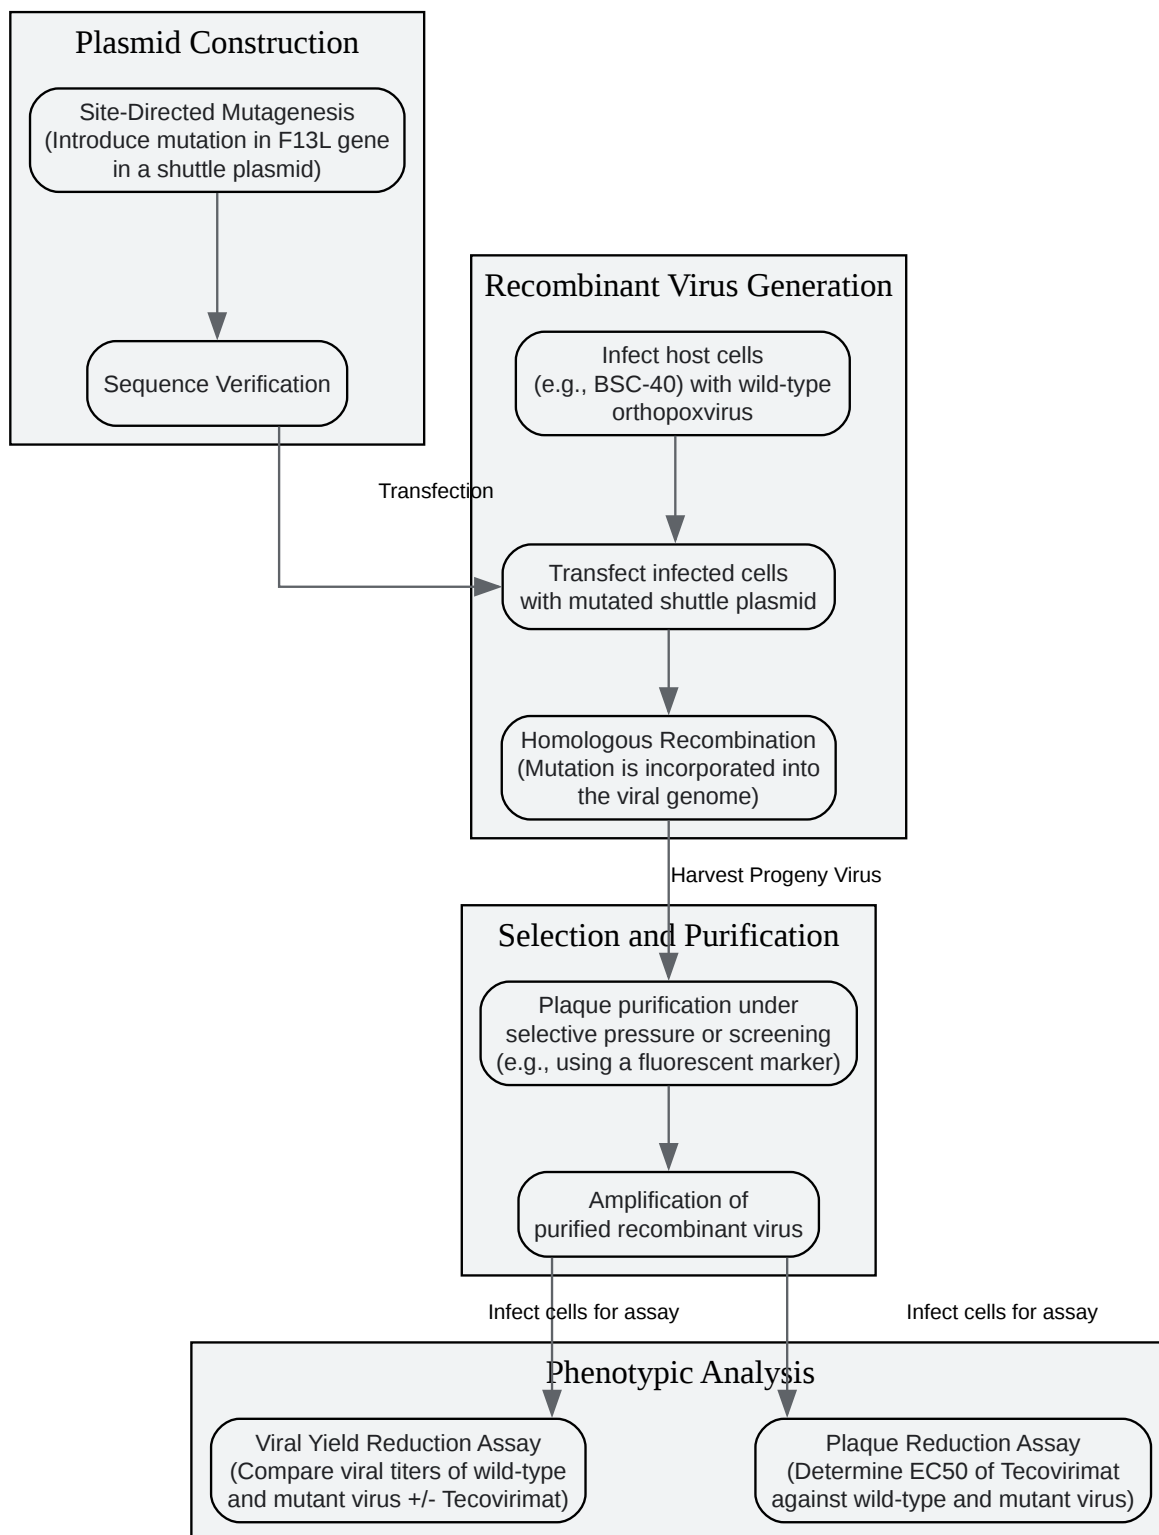 Plasmid Construction
Site-Directed Mutagenesis
(Introduce mutation in F13L gene
in a shuttle plasmid)
Sequence Verification
Transfection
Recombinant Virus Generation
Infect host cells
(e.g., BSC-40) with wild-type
orthopoxvirus
Transfect infected cells
with mutated shuttle plasmid
Homologous Recombination
(Mutation is incorporated into
the viral genome)
Harvest Progeny Virus
Selection and Purification
Plaque purification under
selective pressure or screening
(e.g., using a fluorescent marker)
Amplification of
purified recombinant virus
Infect cells for assay
Infect cells for assay
Phenotypic Analysis
Viral Yield Reduction Assay
(Compare viral titers of wild-type
and mutant virus +/- Tecovirimat)
Plaque Reduction Assay
(Determine EC50 of Tecovirimat
against wild-type and mutant virus)